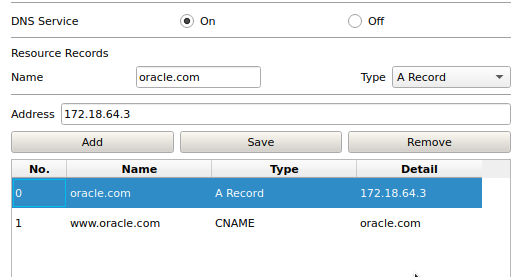 DNS Service On Off
Resource Records
Name oracle.com Type A Record
Address 172.18.64.3
Add Save Remove
No. Name Type Detail
0 oracle.com A Record 172.18.64.3
1 www.oracle.com CNAME oracle.com